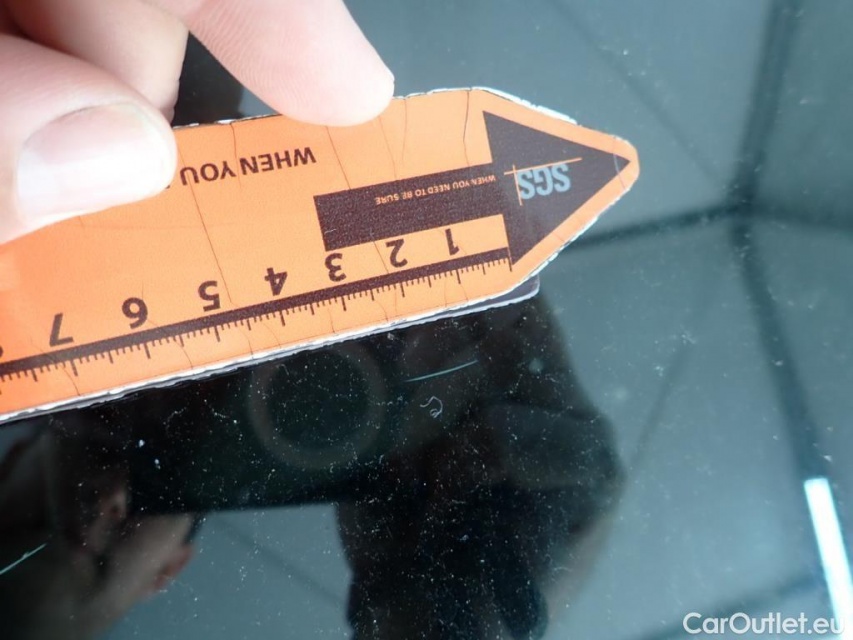 WHEN YOU
WHEN YOU NEED TO BE SURE
SGS
1 2 3 4 5 6 7
CarOutlet.eu